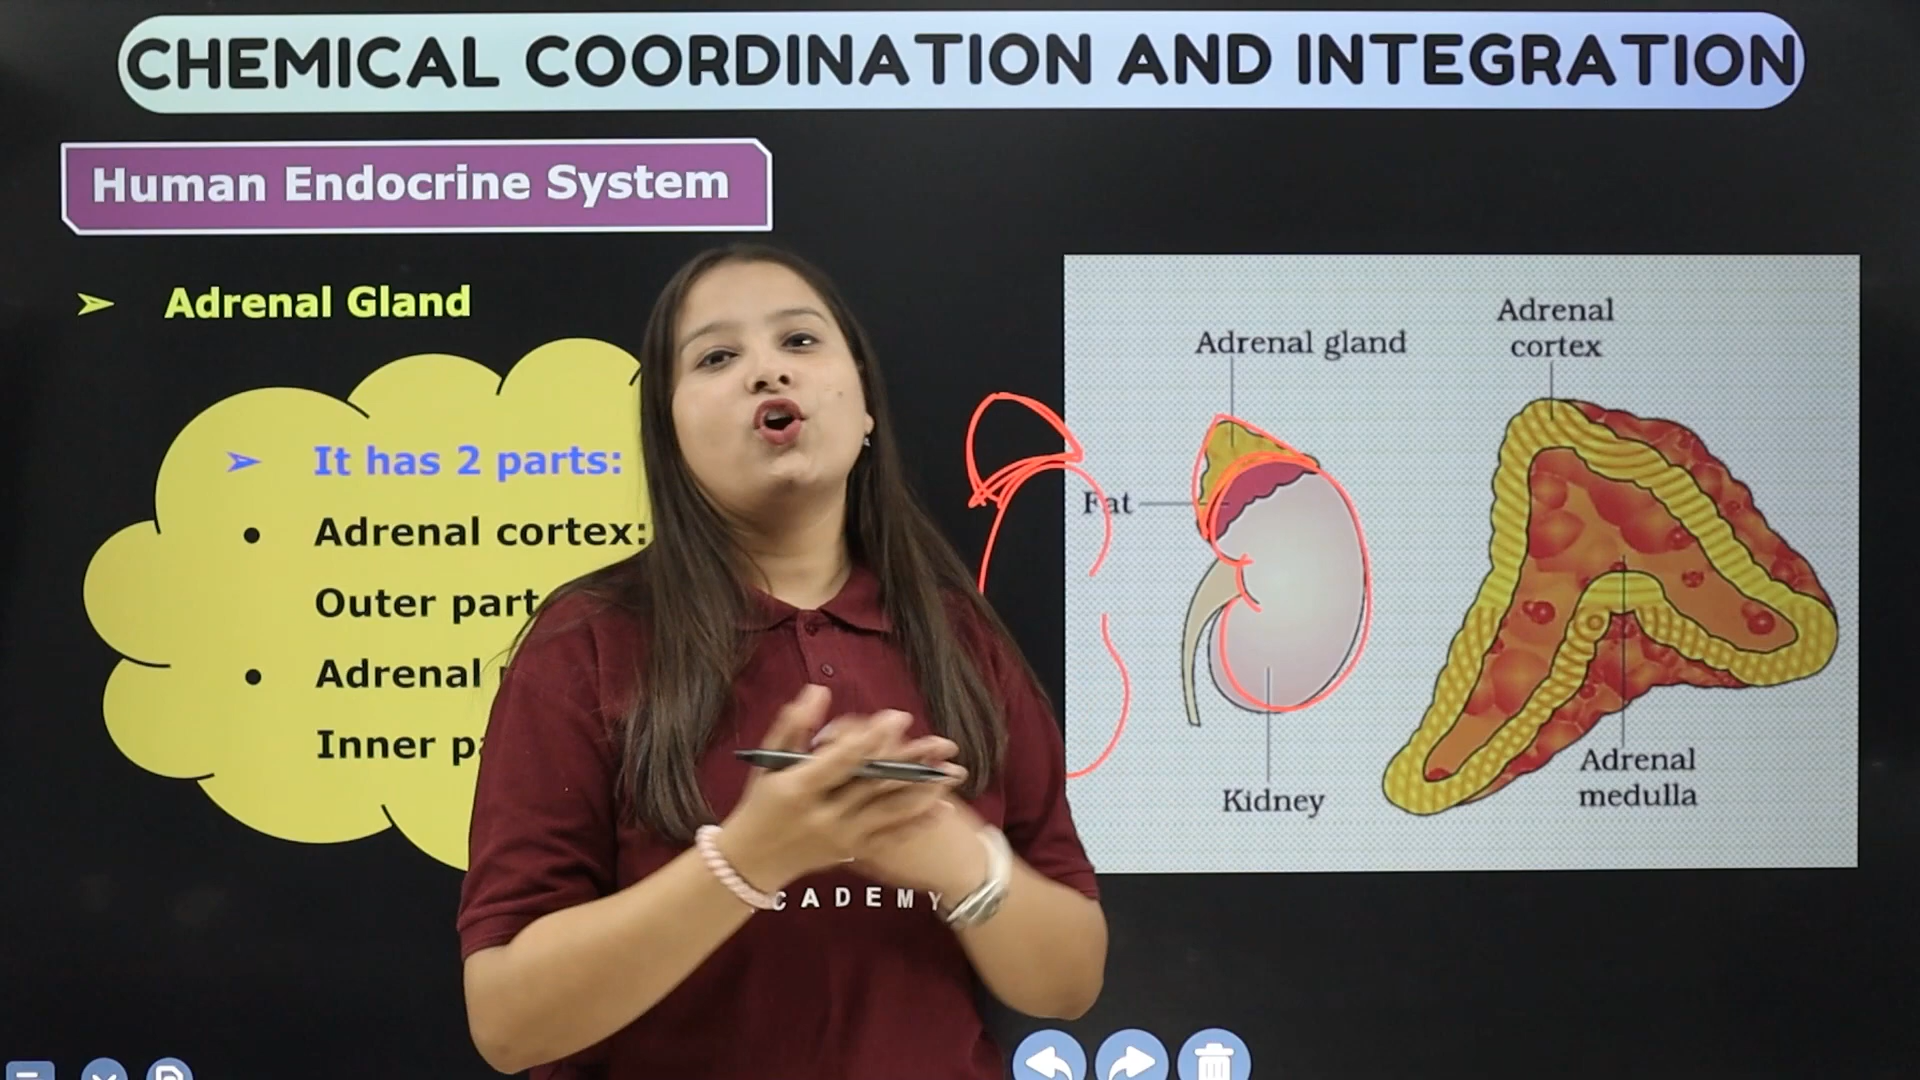 CHEMICAL COORDINATION AND INTEGRATION
Human Endocrine System
Adrenal Gland
It has 2 parts:
Adrenal cortex:
Outer part
Adrenal
Inner
Adrenal gland
Adrenal
cortex
Fat
Kidney
Adrenal
medulla
CADEMY